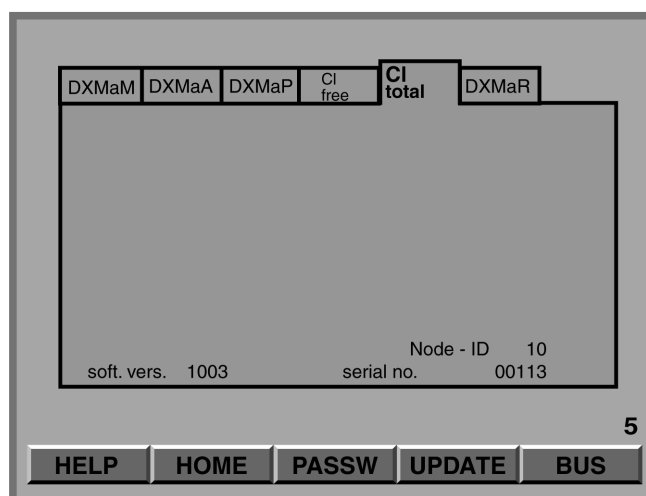 DXMaM DXMaA DXMaP Cl free Cl total DXMaR
Node - ID 10
soft. vers. 1003 serial no. 00113
5
HELP HOME PASSW UPDATE BUS